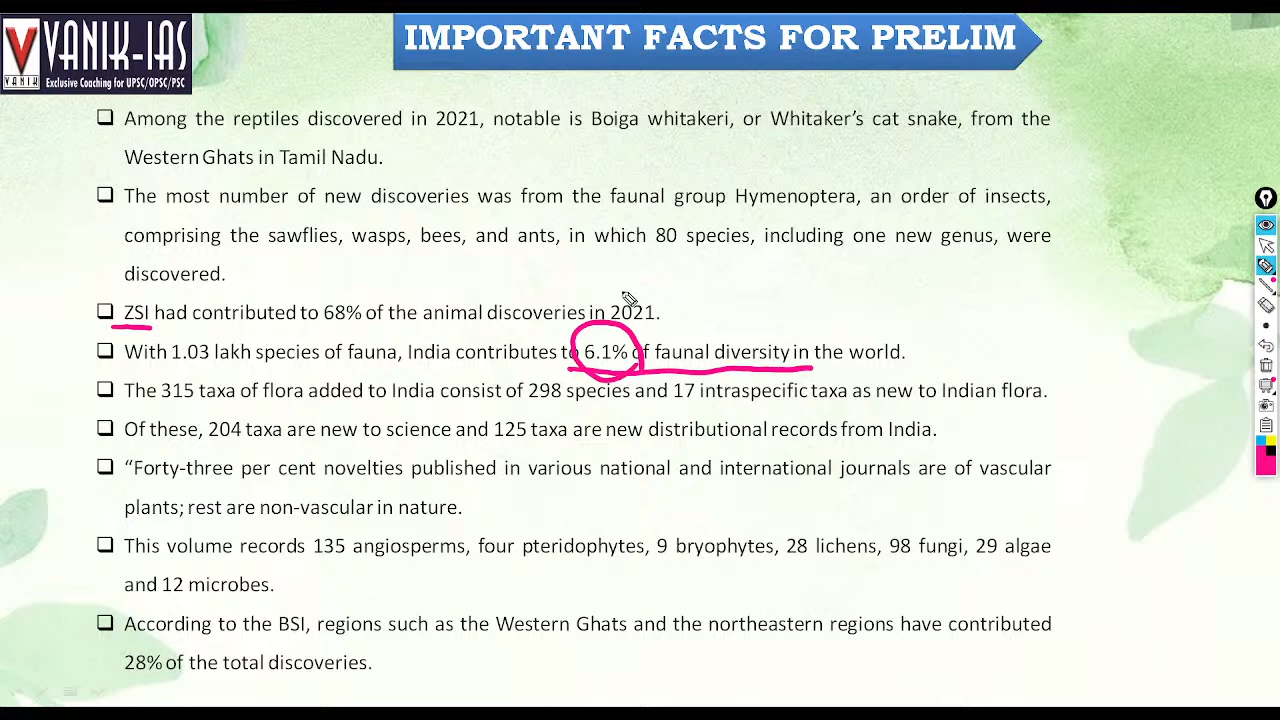 VANIK-IAS
VANIK
Exclusive Coaching for UPSC/OPSC/PSC
IMPORTANT FACTS FOR PRELIM
Among the reptiles discovered in 2021, notable is Boiga whitakeri, or Whitaker's cat snake, from the
Western Ghats in Tamil Nadu.
The most number of new discoveries was from the faunal group Hymenoptera, an order of insects,
comprising the sawflies, wasps, bees, and ants, in which 80 species, including one new genus, were
discovered.
ZSI had contributed to 68% of the animal discoveries in 2021.
With 1.03 lakh species of fauna, India contributes to 6.1% of faunal diversity in the world.
The 315 taxa of flora added to India consist of 298 species and 17 intraspecific taxa as new to Indian flora.
Of these, 204 taxa are new to science and 125 taxa are new distributional records from India.
“Forty-three per cent novelties published in various national and international journals are of vascular
plants; rest are non-vascular in nature.
This volume records 135 angiosperms, four pteridophytes, 9 bryophytes, 28 lichens, 98 fungi, 29 algae
and 12 microbes.
According to the BSI, regions such as the Western Ghats and the northeastern regions have contributed
28% of the total discoveries.